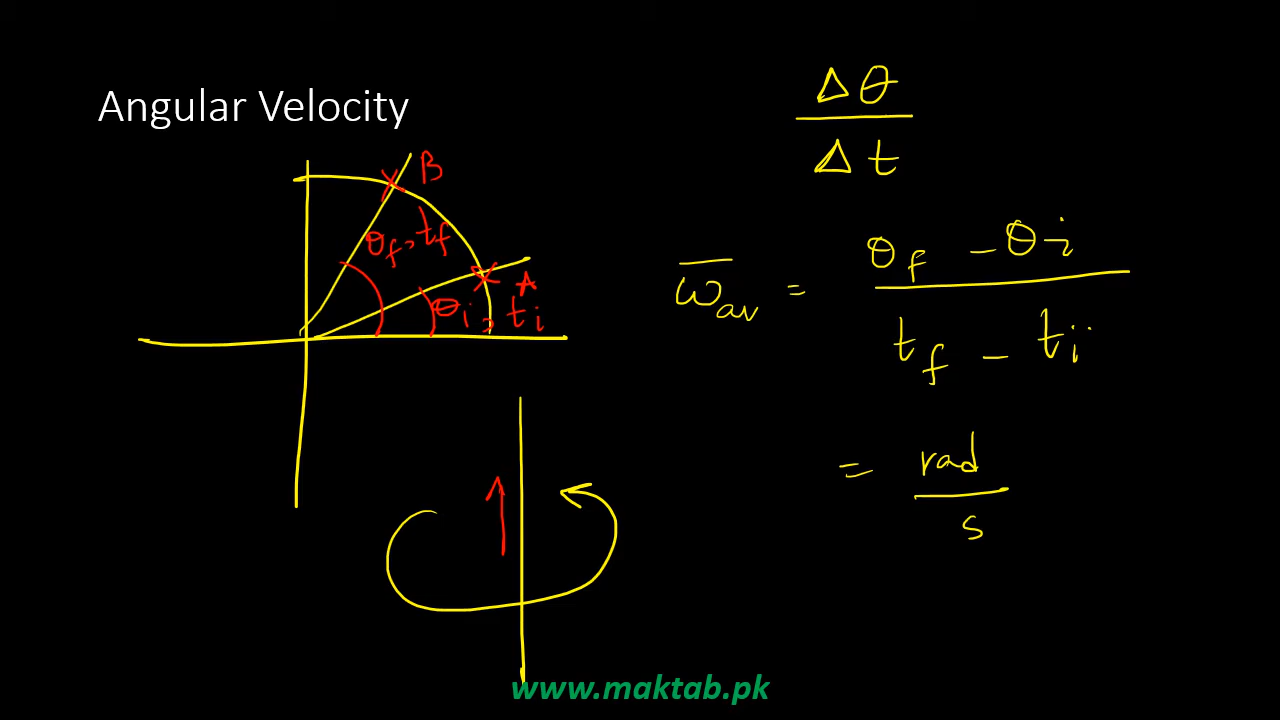 Angular Velocity
Δθ
Δt
B
θf, tf
A
θi, ti
ω̅av = θf - θi
tf - ti
= rad
s
www.maktab.pk